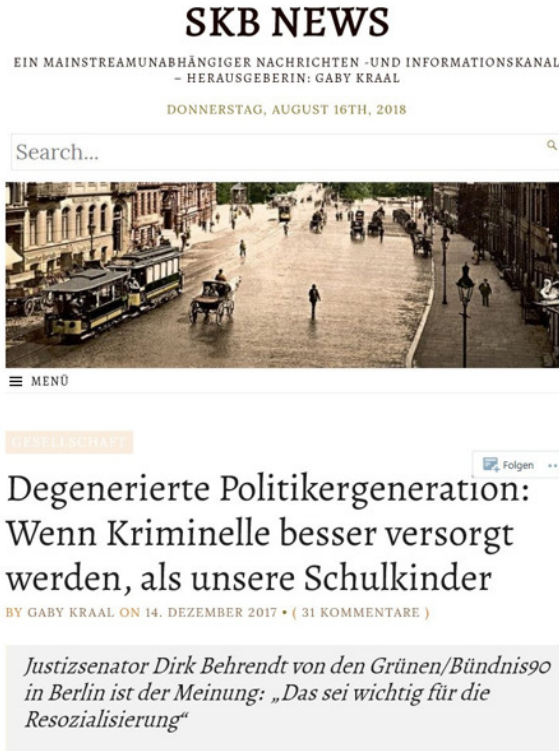 SKB NEWS
EIN MAINSTREAMUNABHÄNGIGER NACHRICHTEN -UND INFORMATIONSKANAL
– HERAUSGEBERIN: GABY KRAAL
DONNERSTAG, AUGUST 16TH, 2018
Search...
MENÜ
GESELLSCHAFT
Folgen
Degenerierte Politikergeneration:
Wenn Kriminelle besser versorgt
werden, als unsere Schulkinder
BY GABY KRAAL ON 14. DEZEMBER 2017 • ( 31 KOMMENTARE )
Justizsenator Dirk Behrendt von den Grünen/Bündnis90
in Berlin ist der Meinung: „Das sei wichtig für die
Resozialisierung“